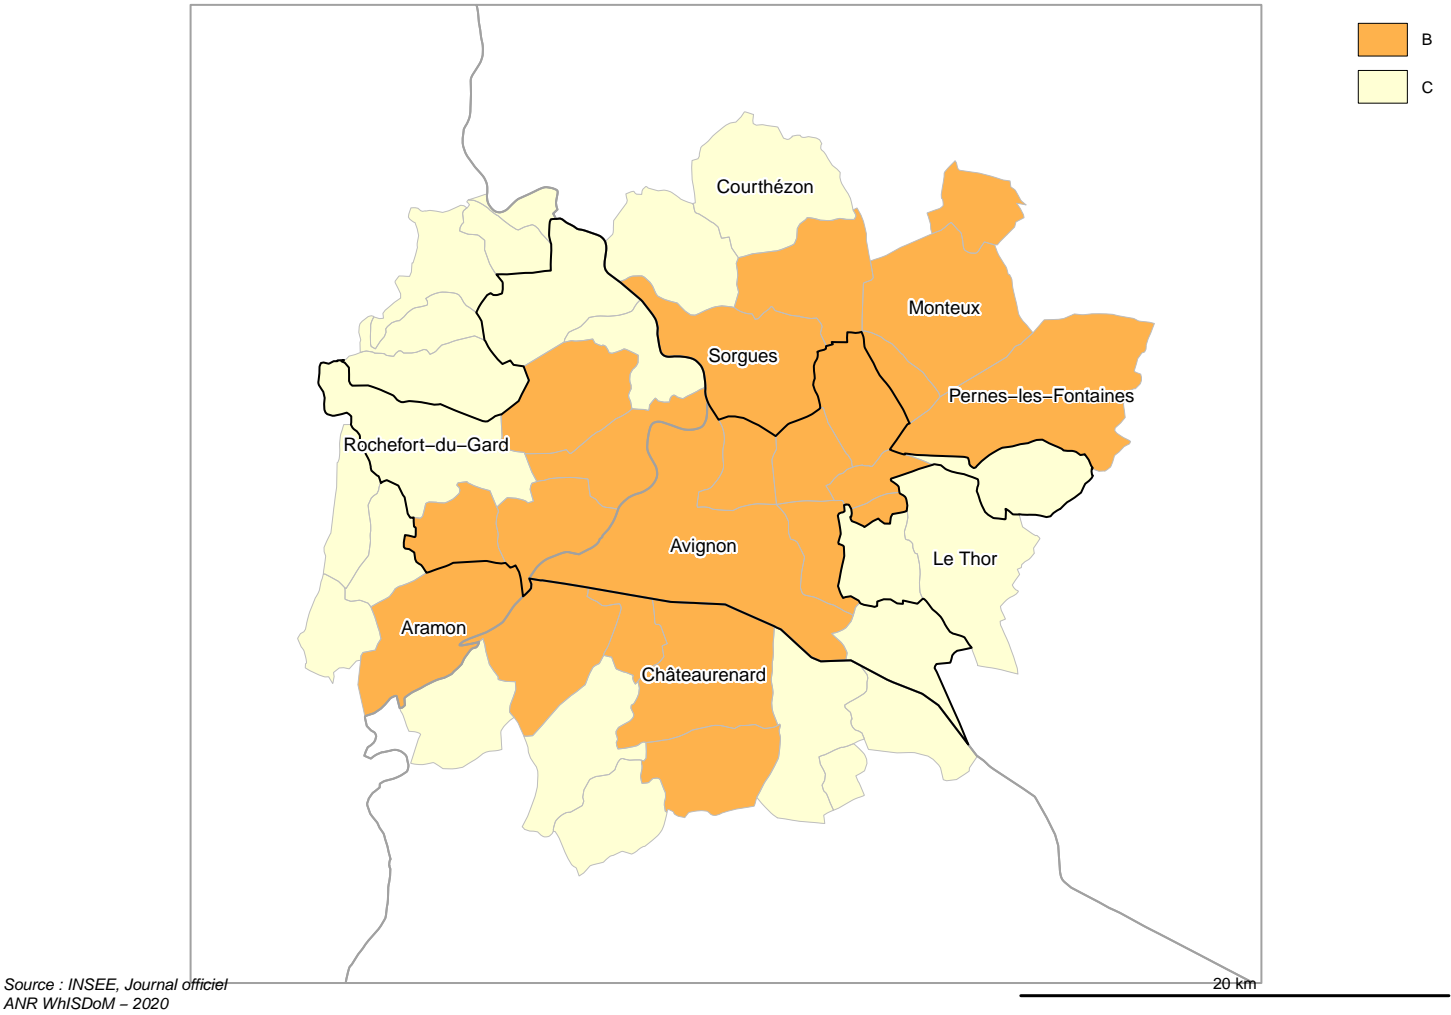 B
C
Courthézon
Monteux
Sorgues
Pernes−les−Fontaines
Rochefort−du−Gard
Avignon
Le Thor
Aramon
Châteaurenard
Source : INSEE, Journal officiel
ANR WhISDoM − 2020
20 km